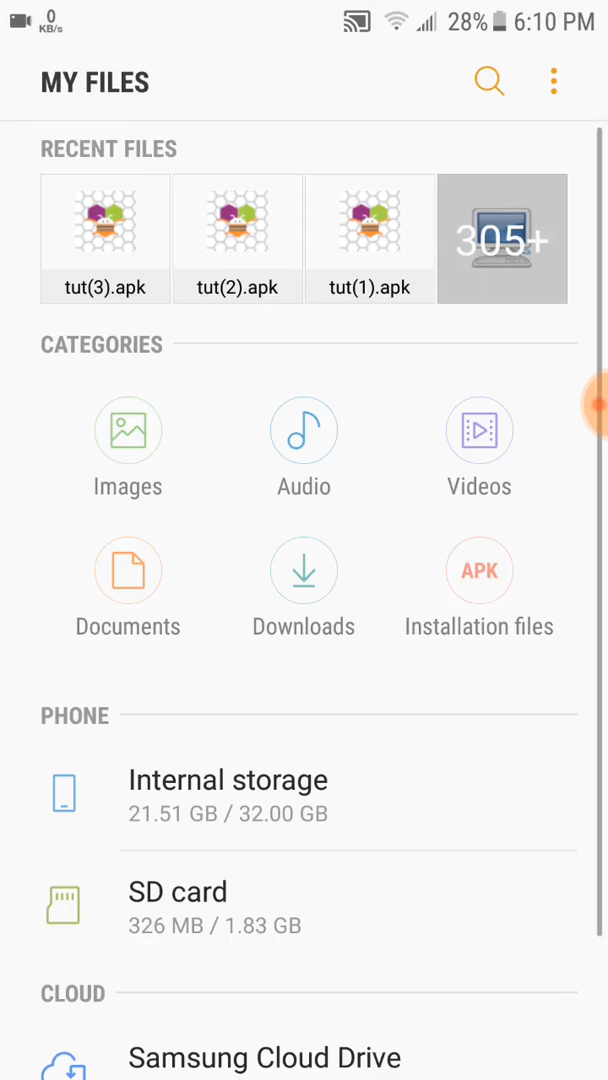 0
KB/s
28%
6:10 PM
MY FILES
RECENT FILES
tut(3).apk
tut(2).apk
tut(1).apk
305+
CATEGORIES
Images
Audio
Videos
Documents
Downloads
APK
Installation files
PHONE
Internal storage
21.51 GB / 32.00 GB
SD card
326 MB / 1.83 GB
CLOUD
Samsung Cloud Drive